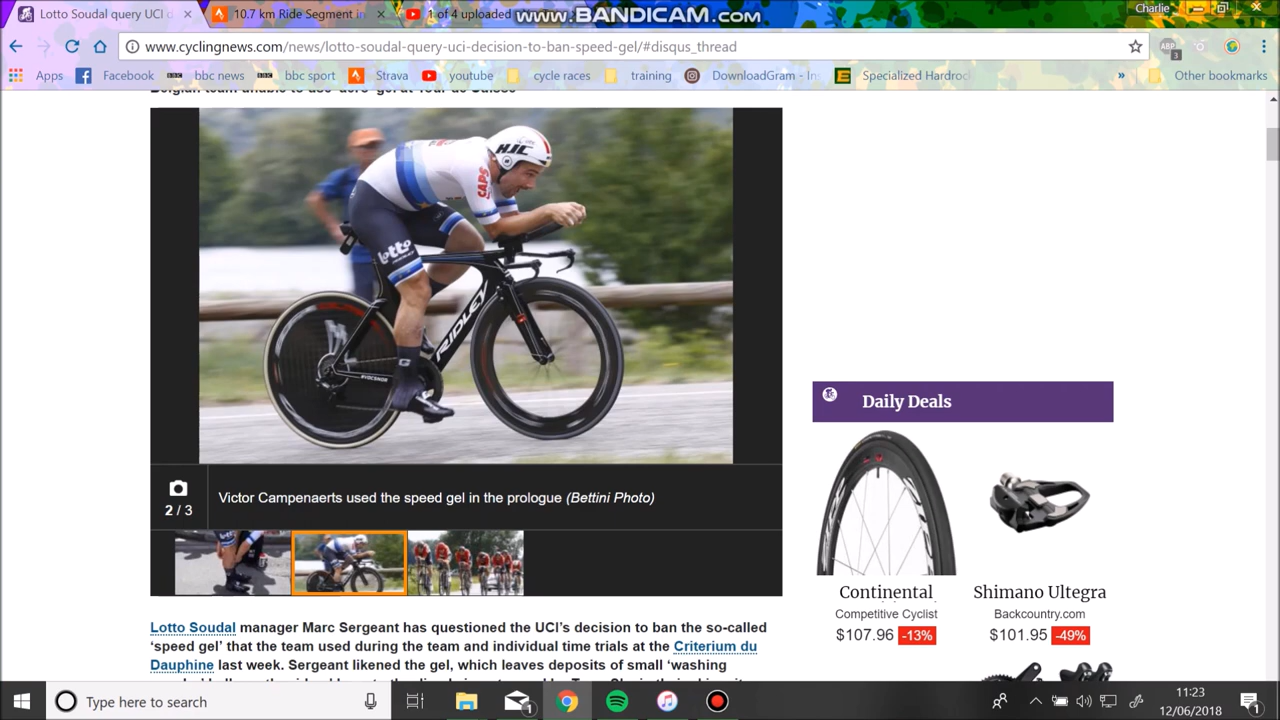 Lotto Soudal query UCI d
10.7 km Ride Segment in
1 of 4 uploaded
www.BANDICAM.com
Charlie
www.cyclingnews.com/news/lotto-soudal-query-uci-decision-to-ban-speed-gel/#disqus_thread
ABP
3
Apps
Facebook
BBC
bbc news
BBC
bbc sport
Strava
youtube
cycle races
training
DownloadGram - In
Specialized Hardroc
»
Other bookmarks
HJC
CAPS
lotto
RIDLEY
Daily Deals
2 / 3
Victor Campenaerts used the speed gel in the prologue (Bettini Photo)
Continental
Shimano Ultegra
Competitive Cyclist
Backcountry.com
$107.96 -13%
$101.95 -49%
Lotto Soudal manager Marc Sergeant has questioned the UCI's decision to ban the so-called
'speed gel' that the team used during the team and individual time trials at the Criterium du
Dauphine last week. Sergeant likened the gel, which leaves deposits of small 'washing
Type here to search
1
11:23
12/06/2018
1